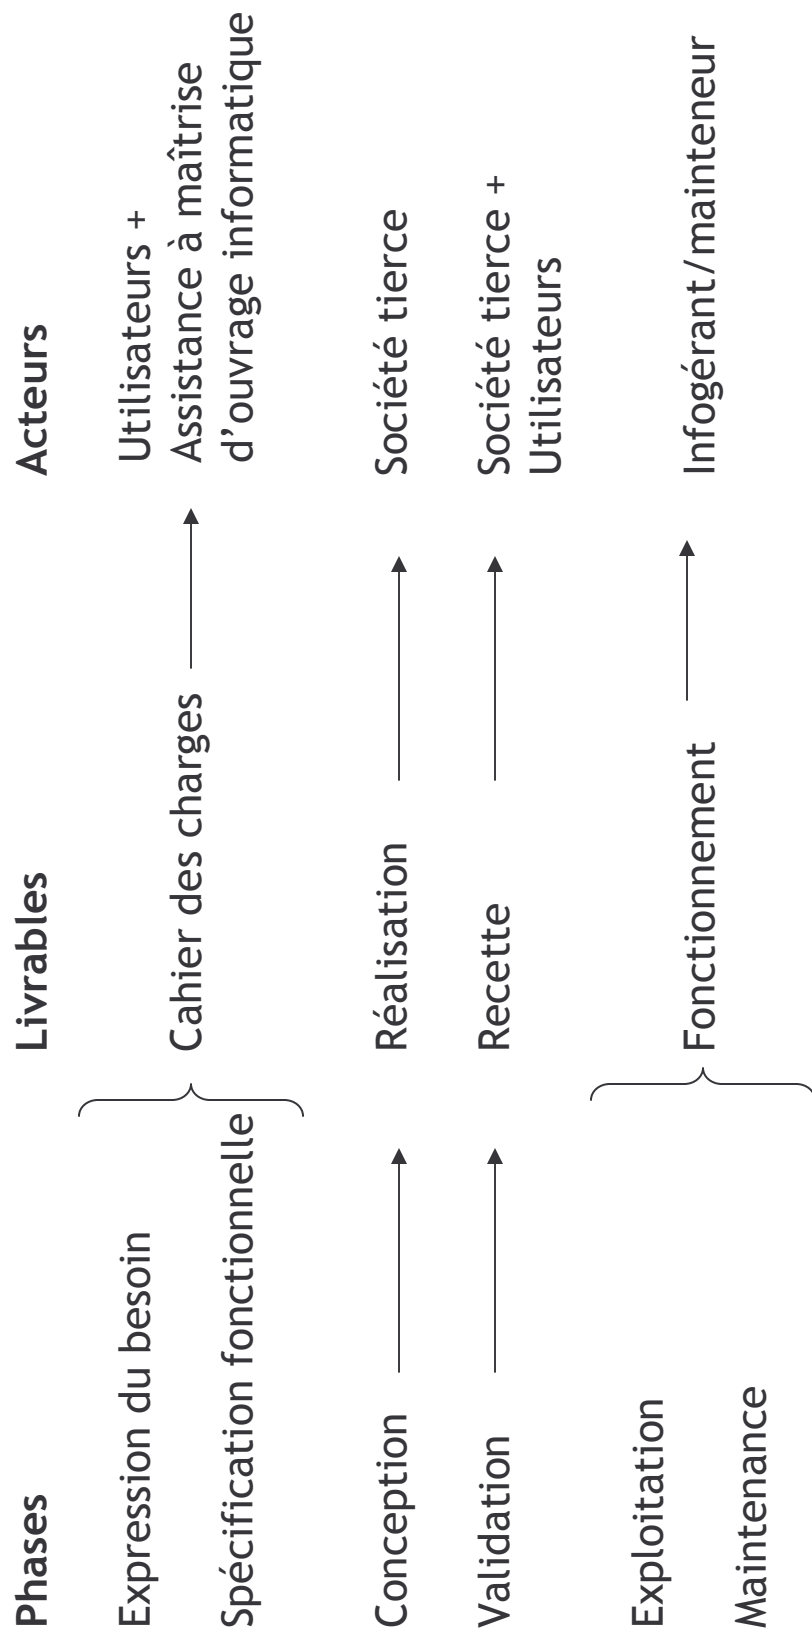 Phases
Livrables
Acteurs
Expression du besoin
Spécification fonctionnelle
Cahier des charges
Utilisateurs +
Assistance à maîtrise
d'ouvrage informatique
Conception
Réalisation
Société tierce
Validation
Recette
Société tierce +
Utilisateurs
Exploitation
Maintenance
Fonctionnement
Infogérant/mainteneur